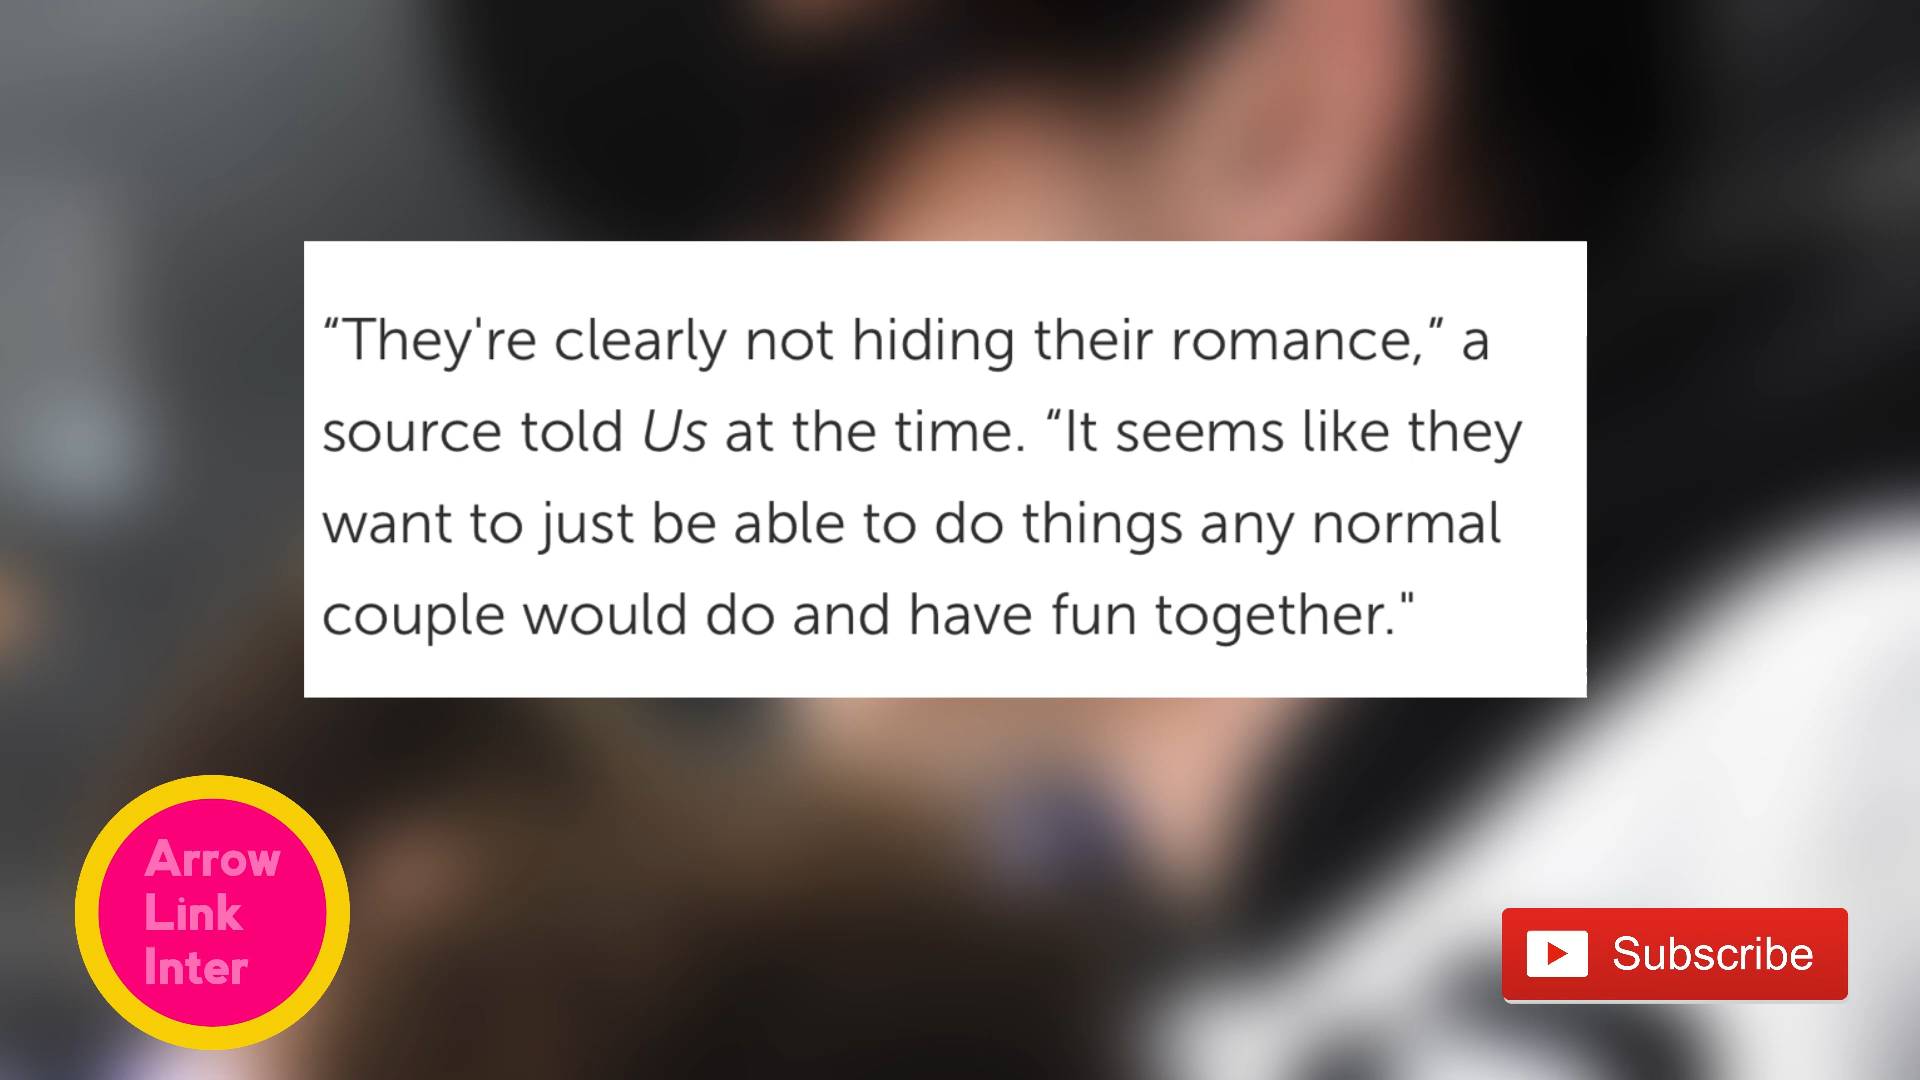 “They're clearly not hiding their romance,” a
source told Us at the time. “It seems like they
want to just be able to do things any normal
couple would do and have fun together."
Arrow
Link
Inter
Subscribe